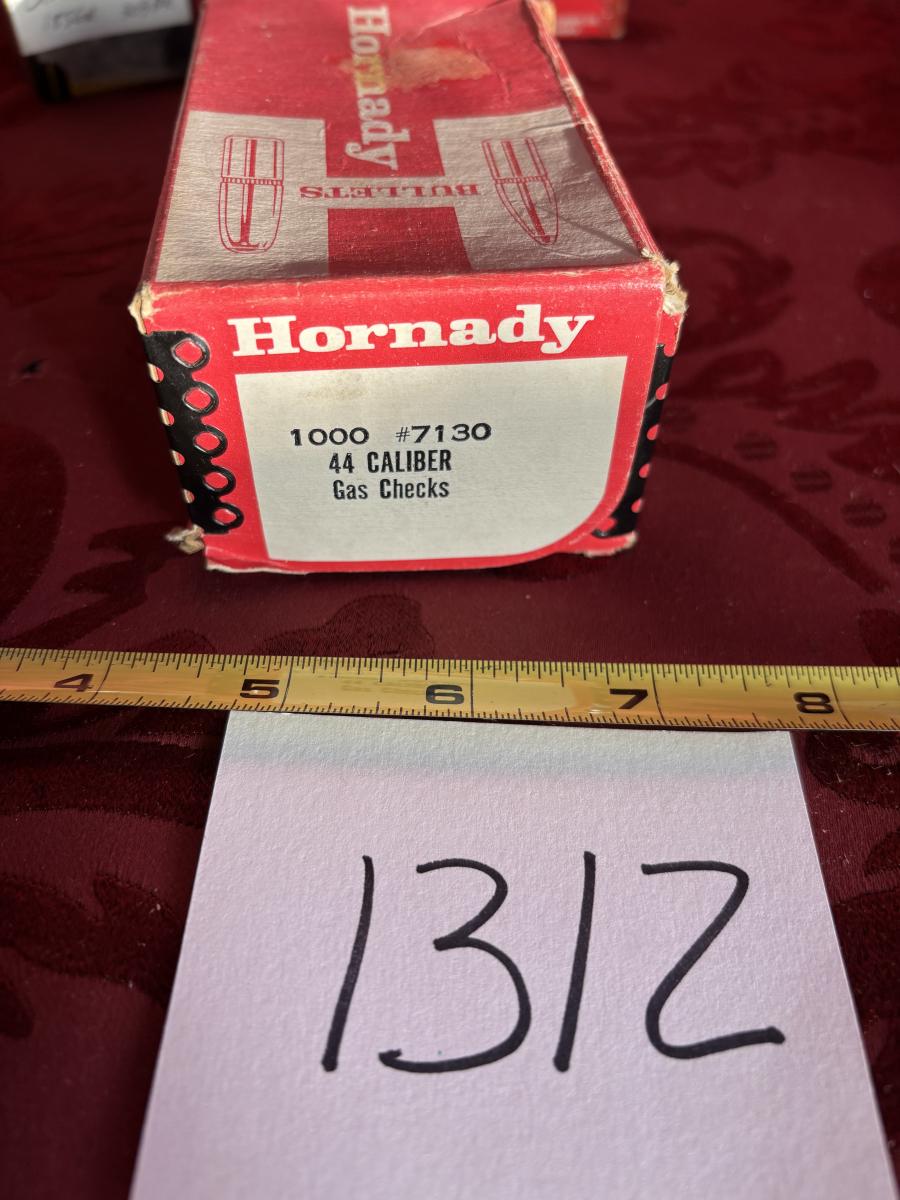 Hornady
BULLETS
Hornady
1000 #7130
44 CALIBER
Gas Checks
4 5 6 7 8
1312